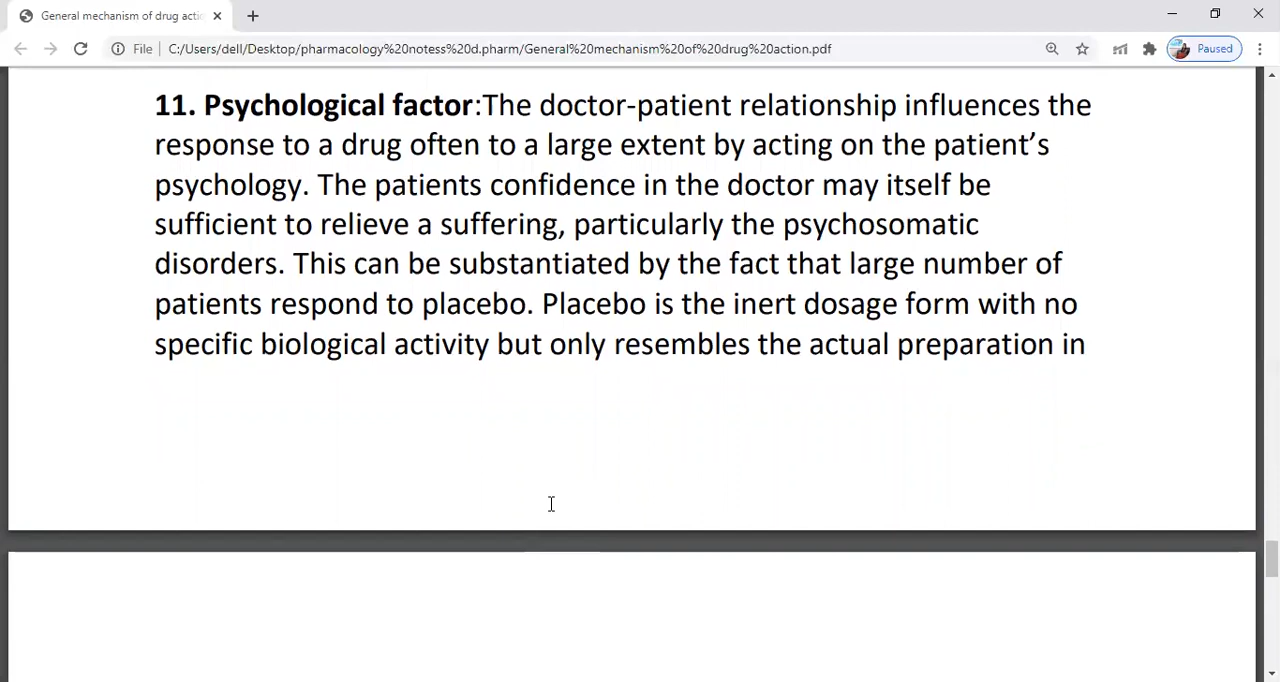 General mechanism of drug acti
File
C:/Users/dell/Desktop/pharmacology%20notess%20d.pharm/General%20mechanism%20of%20drug%20action.pdf
Paused
11. Psychological factor:The doctor-patient relationship influences the
response to a drug often to a large extent by acting on the patient’s
psychology. The patients confidence in the doctor may itself be
sufficient to relieve a suffering, particularly the psychosomatic
disorders. This can be substantiated by the fact that large number of
patients respond to placebo. Placebo is the inert dosage form with no
specific biological activity but only resembles the actual preparation in